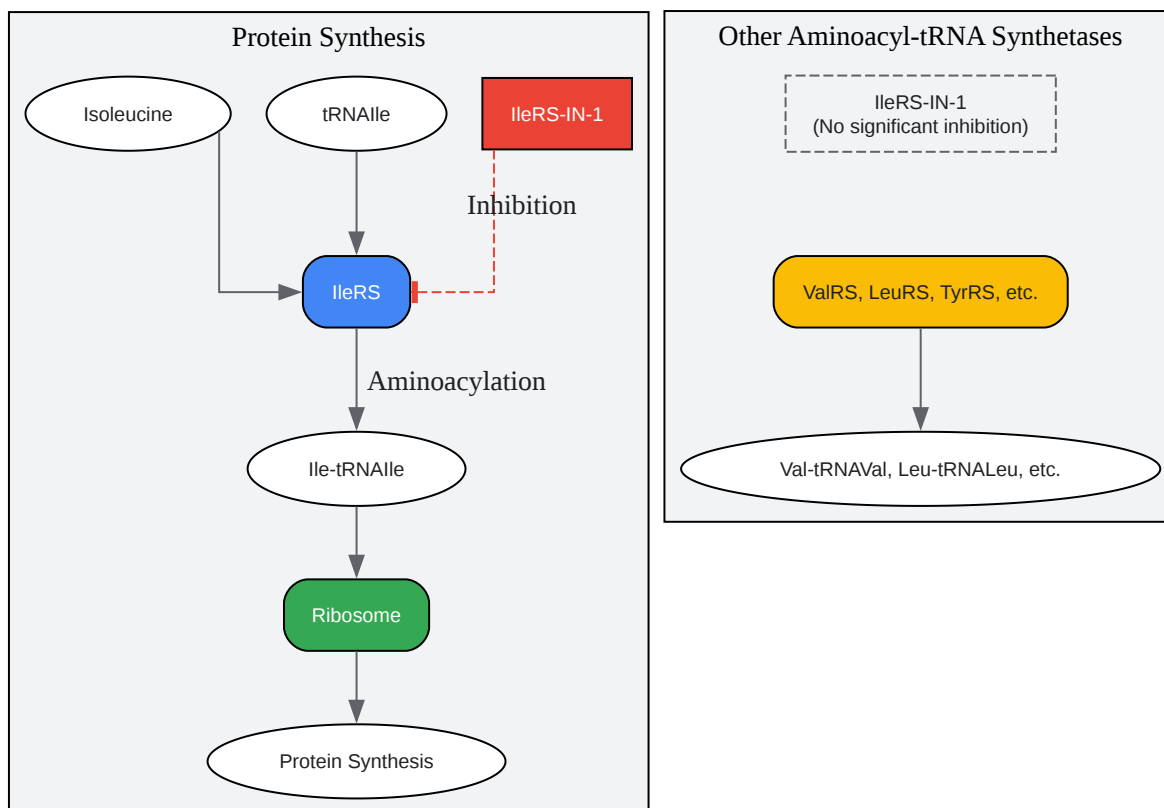 Protein Synthesis
Isoleucine
tRNAIle
IleRS-IN-1
Inhibition
IleRS
Aminoacylation
Ile-tRNAIle
Ribosome
Protein Synthesis
Other Aminoacyl-tRNA Synthetases
IleRS-IN-1
(No significant inhibition)
ValRS, LeuRS, TyrRS, etc.
Val-tRNAVal, Leu-tRNALeu, etc.